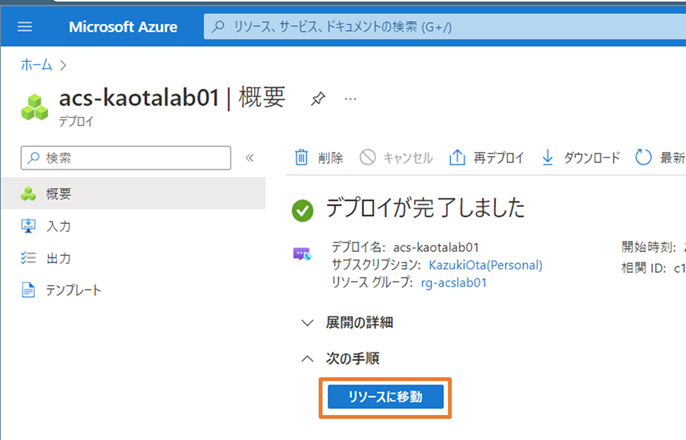 Microsoft Azure
リソース、サービス、ドキュメントの検索 (G+/)
ホーム
acs-kaotalab01 | 概要
デプロイ
検索
削除 キャンセル 再デプロイ ダウンロード 最新
概要
入力
出力
テンプレート
デプロイが完了しました
デプロイ名: acs-kaotalab01
サブスクリプション: KazukiOta(Personal)
リソース グループ: rg-acslab01
開始時刻:
相関 ID: c1
展開の詳細
次の手順
リソースに移動